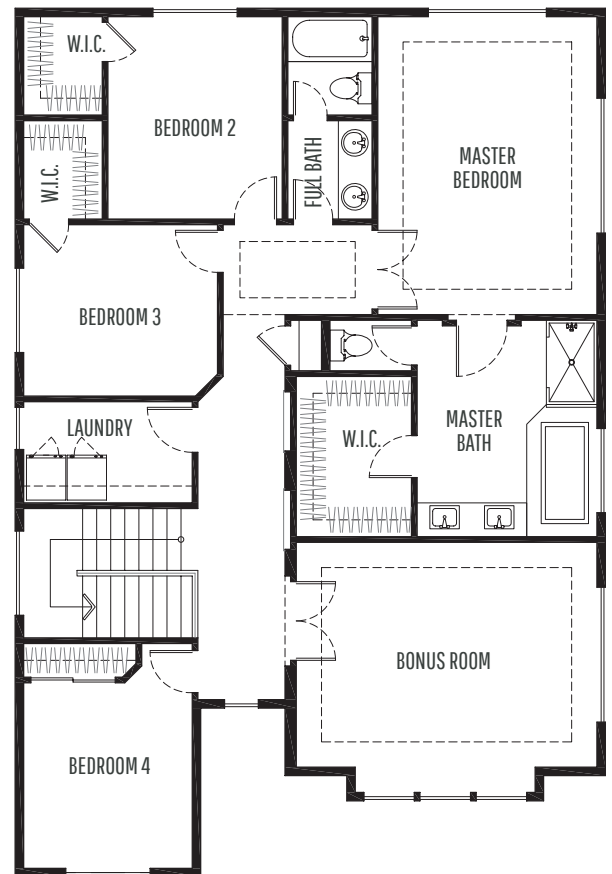 W.I.C.
BEDROOM 2
W.I.C.
FULL BATH
MASTER
BEDROOM
BEDROOM 3
LAUNDRY
W.I.C.
MASTER
BATH
BONUS ROOM
BEDROOM 4